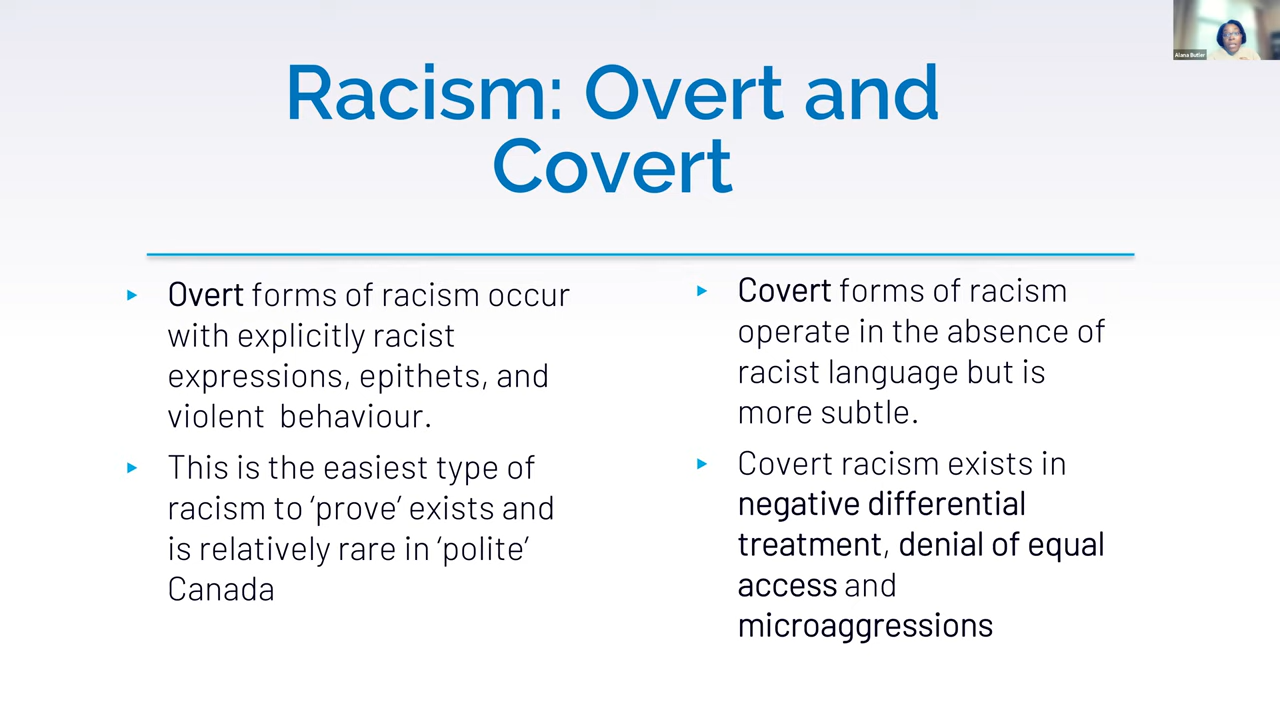 Alana Butler
Racism: Overt and
Covert
Overt forms of racism occur
with explicitly racist
expressions, epithets, and
violent behaviour.
This is the easiest type of
racism to ‘prove’ exists and
is relatively rare in ‘polite’
Canada
Covert forms of racism
operate in the absence of
racist language but is
more subtle.
Covert racism exists in
negative differential
treatment, denial of equal
access and
microaggressions